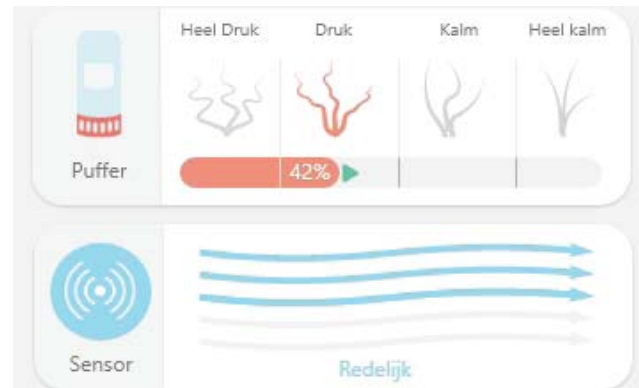 Heel Druk Druk Kalm Heel kalm
Puffer
42%
Sensor
Redelijk